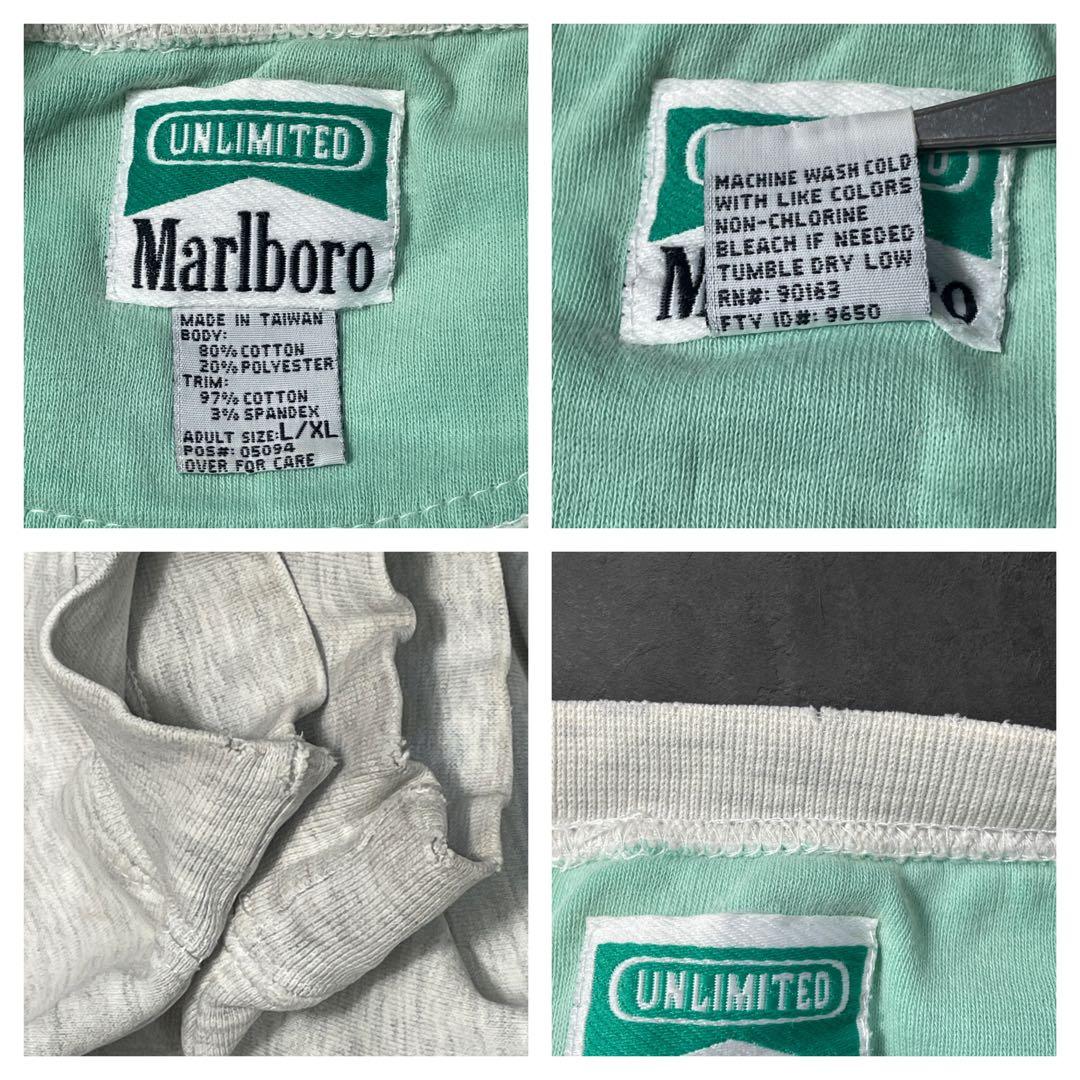 UNLIMITED
Marlboro
MADE IN TAIWAN
BODY:
80% COTTON
20% POLYESTER
TRIM:
97% COTTON
3% SPANDEX
ADULT SIZE: L/XL
POS#: 05094
OVER FOR CARE
MACHINE WASH COLD
WITH LIKE COLORS
NON-CHLORINE
BLEACH IF NEEDED
TUMBLE DRY LOW
RN#: 90163
FTY ID#: 9650
UNLIMITED